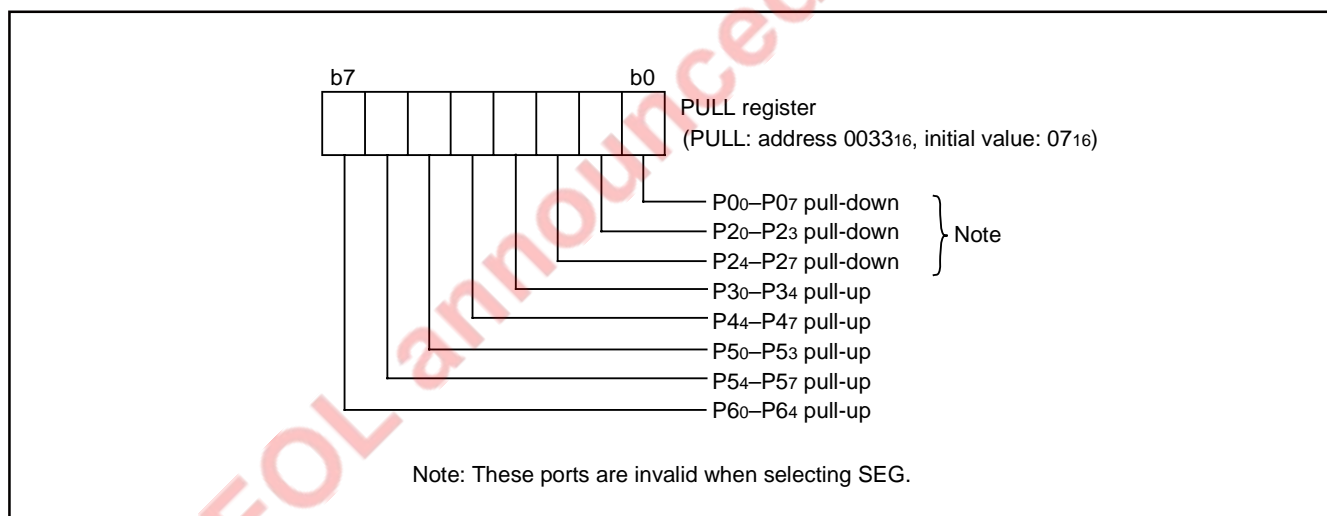 EOL announced
b7 b0
PULL register
(PULL: address 003316, initial value: 0716)
P00–P07 pull-down
P20–P23 pull-down Note
P24–P27 pull-down
P30–P34 pull-up
P44–P47 pull-up
P50–P53 pull-up
P54–P57 pull-up
P60–P64 pull-up
Note: These ports are invalid when selecting SEG.